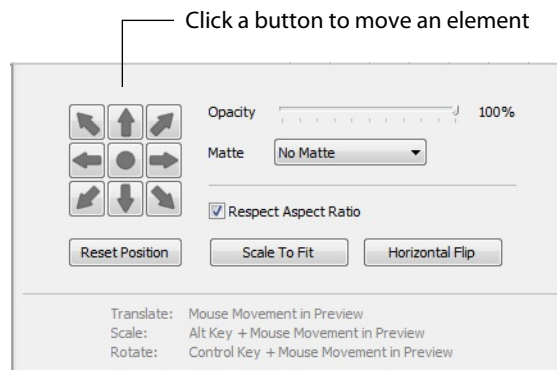 Click a button to move an element
Opacity 100%
Matte No Matte
Respect Aspect Ratio
Reset Position Scale To Fit Horizontal Flip
Translate: Mouse Movement in Preview
Scale: Alt Key + Mouse Movement in Preview
Rotate: Control Key + Mouse Movement in Preview